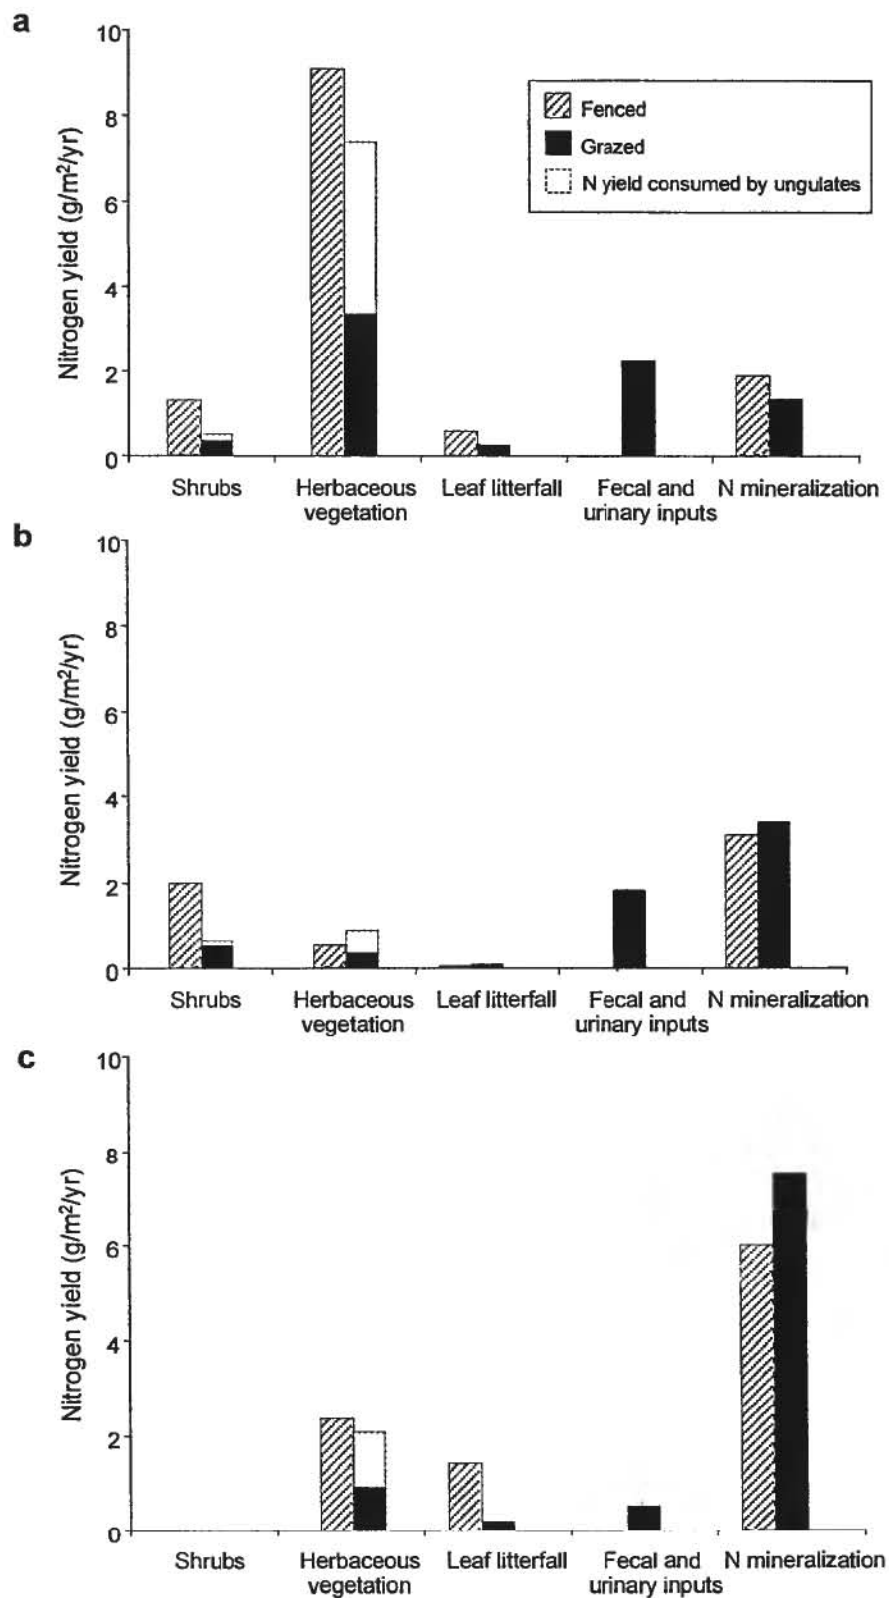 a
Nitrogen yield (g/m²/yr)
10
8
6
4
2
0
Fenced
Grazed
N yield consumed by ungulates
Shrubs
Herbaceous
vegetation
Leaf litterfall
Fecal and
urinary inputs
N mineralization
b
Nitrogen yield (g/m²/yr)
10
8
6
4
2
0
Shrubs
Herbaceous
vegetation
Leaf litterfall
Fecal and
urinary inputs
N mineralization
c
Nitrogen yield (g/m²/yr)
10
8
6
4
2
0
Shrubs
Herbaceous
vegetation
Leaf litterfall
Fecal and
urinary inputs
N mineralization